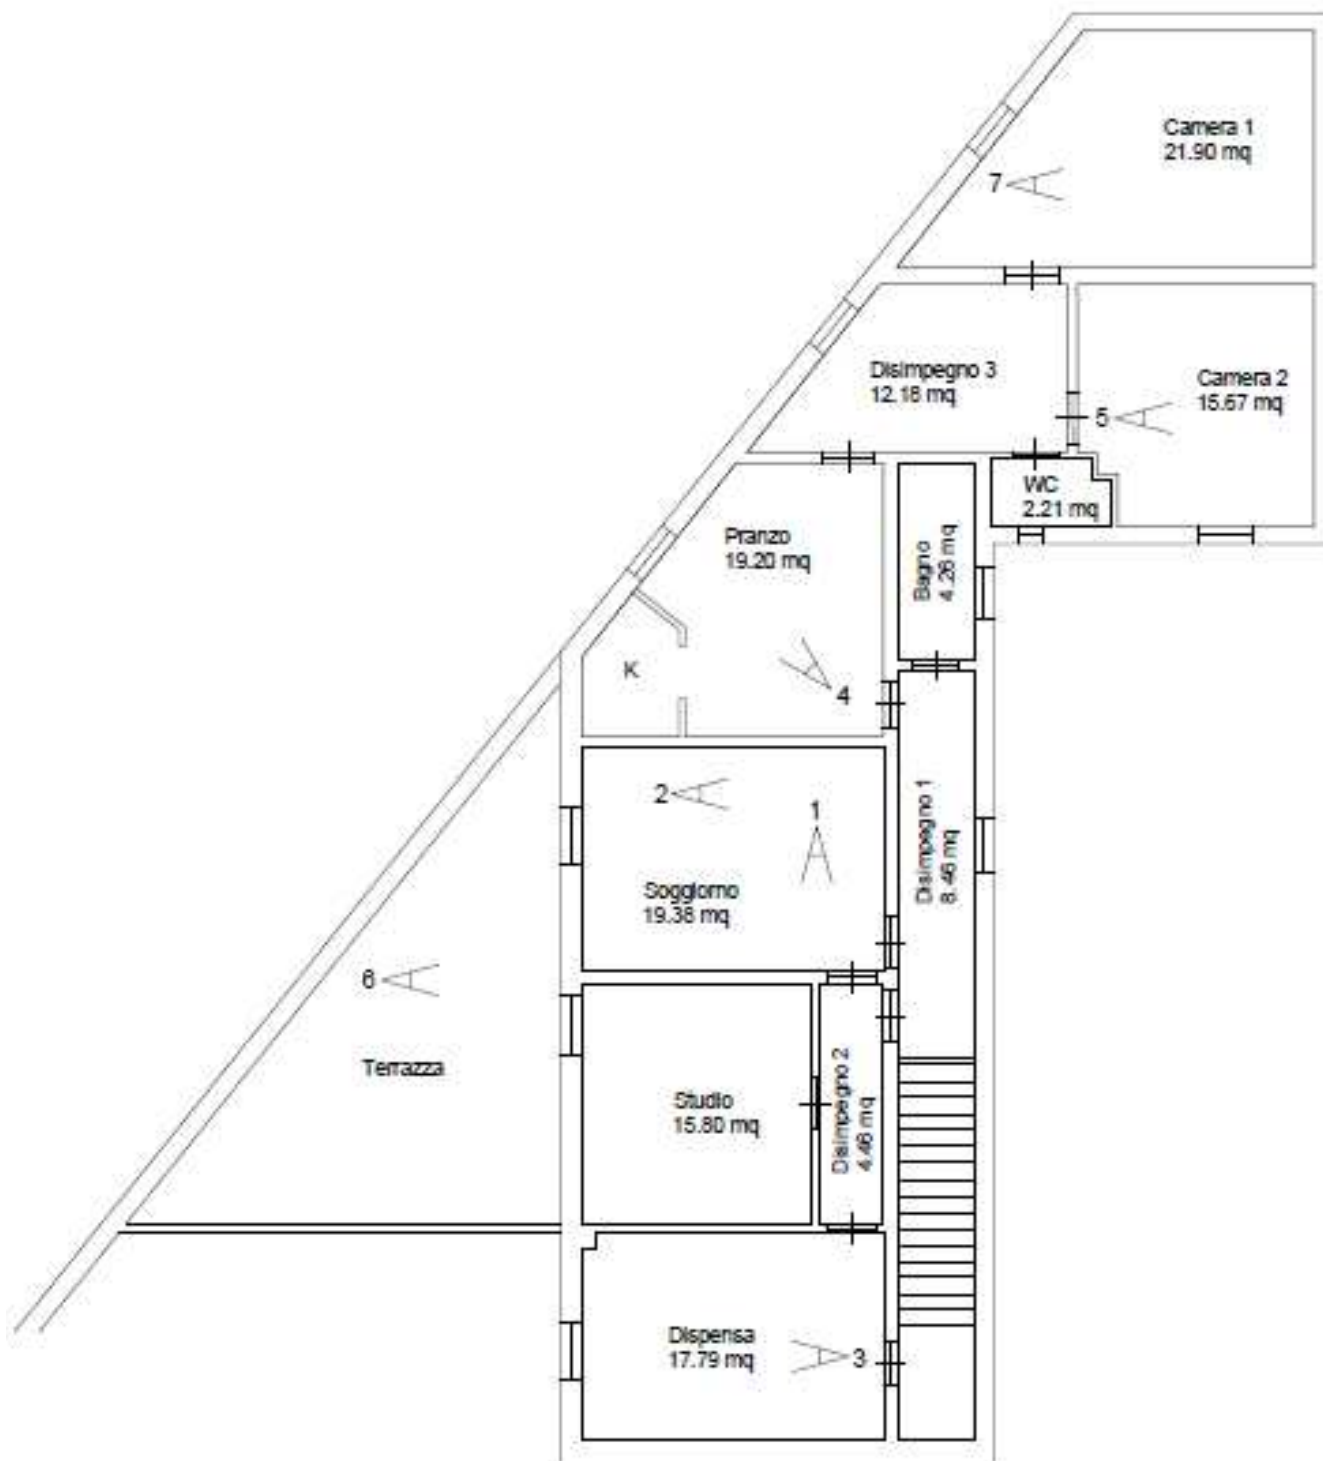 Camera 1
21.90 mq
7
Disimpegno 3
12.18 mq
Camera 2
15.67 mq
5
WC
2.21 mq
Pranzo
19.20 mq
Bagno
4.26 mq
K
4
2
1
Disimpegno 1
8.46 mq
Soggiorno
19.38 mq
6
Terrazza
Studio
15.80 mq
Disimpegno 2
4.46 mq
Dispensa
17.79 mq
3